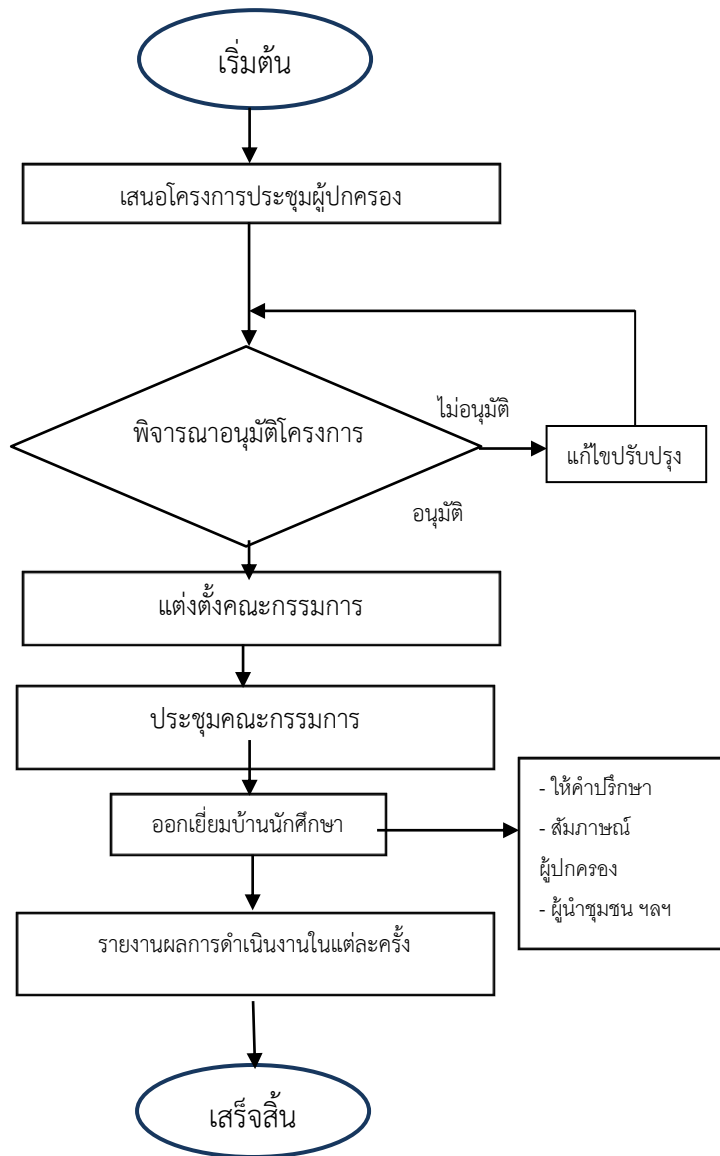 เริ่มต้น
เสนอโครงการประชุมผู้ปกครอง
พิจารณาอนุมัติโครงการ
ไม่อนุมัติ
แก้ไขปรับปรุง
อนุมัติ
แต่งตั้งคณะกรรมการ
ประชุมคณะกรรมการ
ออกเยี่ยมบ้านนักศึกษา
- ให้คำปรึกษา
- สัมภาษณ์
ผู้ปกครอง
- ผู้นำชุมชน ฯลฯ
รายงานผลการดำเนินงานในแต่ละครั้ง
เสร็จสิ้น